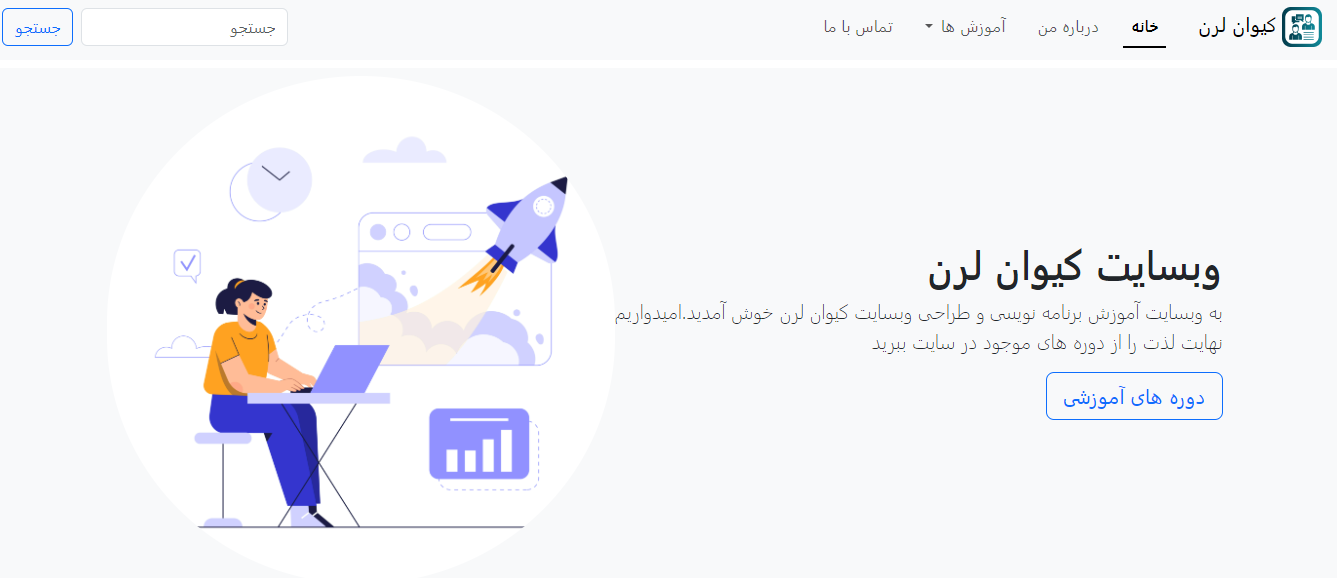 کیوان لرن
خانه
درباره من
آموزش ها
تماس با ما
جستجو
جستجو
وبسایت کیوان لرن
به وبسایت آموزش برنامه نویسی و طراحی وبسایت کیوان لرن خوش آمدید.امیدواریم
نهایت لذت را از دوره های موجود در سایت ببرید
دوره های آموزشی